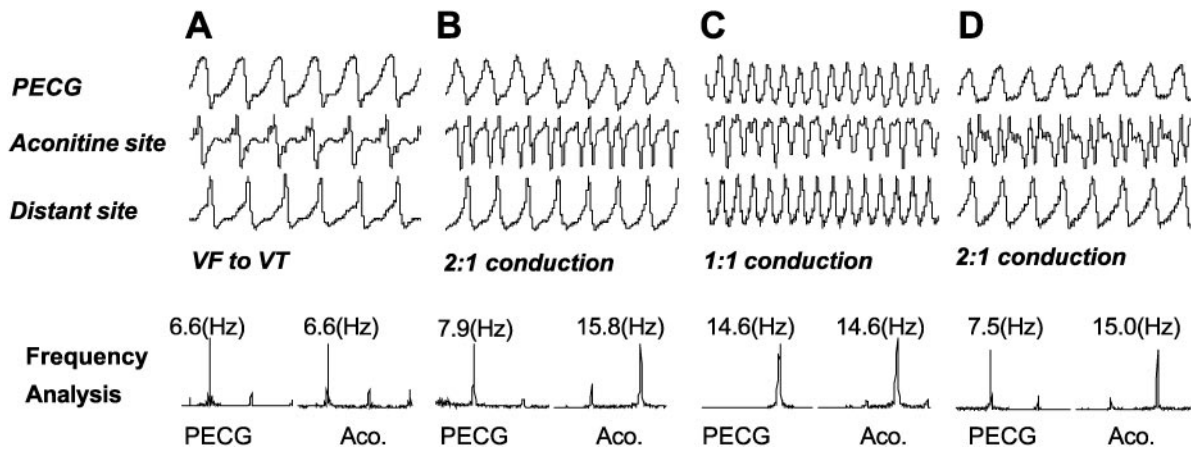 A B C D
PECG
Aconitine site
Distant site
VF to VT 2:1 conduction 1:1 conduction 2:1 conduction
6.6(Hz) 6.6(Hz) 7.9(Hz) 15.8(Hz) 14.6(Hz) 14.6(Hz) 7.5(Hz) 15.0(Hz)
Frequency
Analysis
PECG Aco. PECG Aco. PECG Aco. PECG Aco.